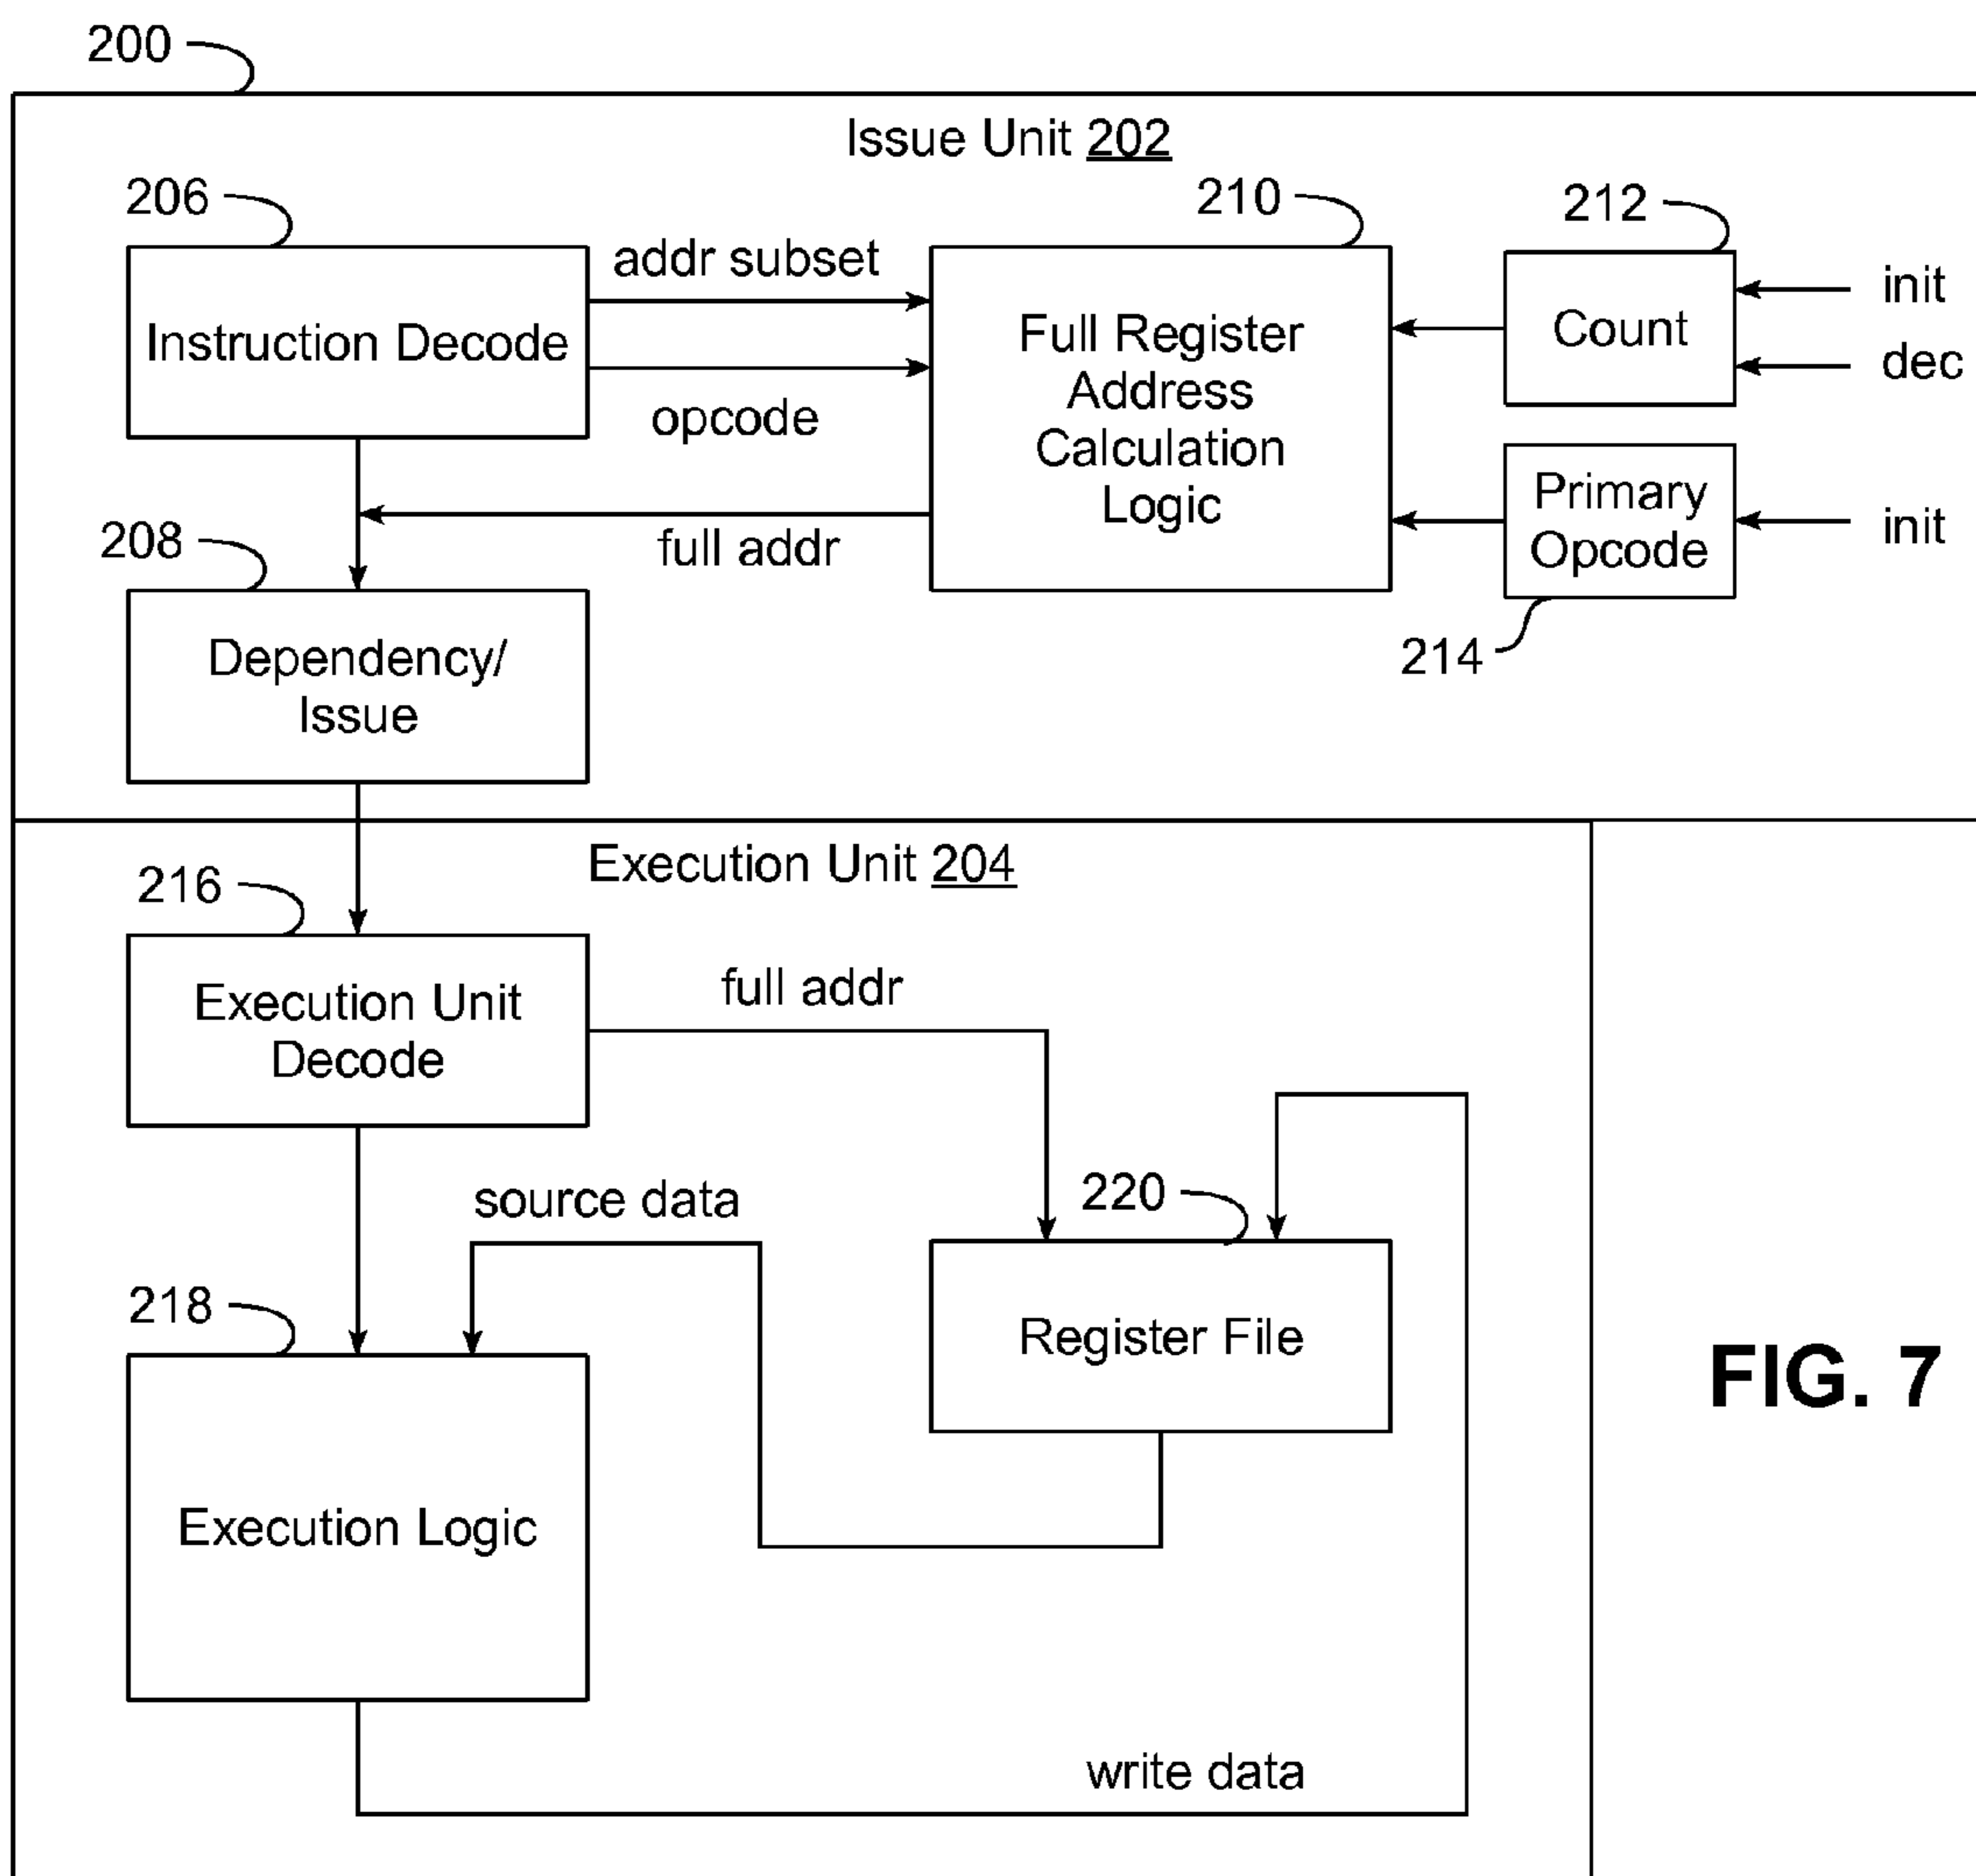 200
Issue Unit 202
206
210
212
addr subset
init
Instruction Decode
Full Register
Address
Calculation
Logic
Count
dec
opcode
Primary
Opcode
init
208
full addr
214
Dependency/
Issue
Execution Unit 204
216
full addr
Execution Unit
Decode
source data
220
218
Register File
FIG. 7
Execution Logic
write data